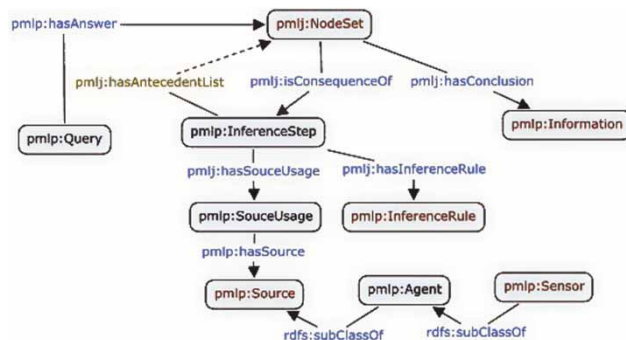 pmlp:hasAnswer
pmlj:NodeSet
pmlj:hasAntecedentList
pmlj:isConsequenceOf
pmlj:hasConclusion
pmlp:Query
pmlp:InferenceStep
pmlp:Information
pmlj:hasSouceUsage
pmlj:hasInferenceRule
pmlp:SouceUsage
pmlp:InferenceRule
pmlp:hasSource
pmlp:Source
pmlp:Agent
pmlp:Sensor
rdfs:subClassOf
rdfs:subClassOf